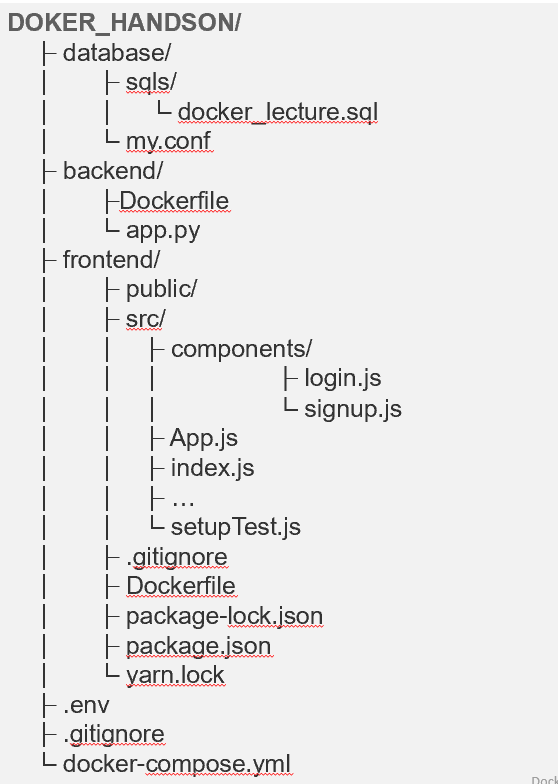 DOKER_HANDSON/
├ database/
│ ├ sqls/
│ │ └ docker_lecture.sql
│ └ my.conf
├ backend/
│ ├Dockerfile
│ └ app.py
├ frontend/
│ ├ public/
│ ├ src/
│ │ ├ components/
│ │ │ ├ login.js
│ │ │ └ signup.js
│ │ ├ App.js
│ │ ├ index.js
│ │ ├ …
│ │ └ setupTest.js
│ ├ .gitignore
│ ├ Dockerfile
│ ├ package-lock.json
│ ├ package.json
│ └ yarn.lock
├ .env
├ .gitignore
└ docker-compose.yml